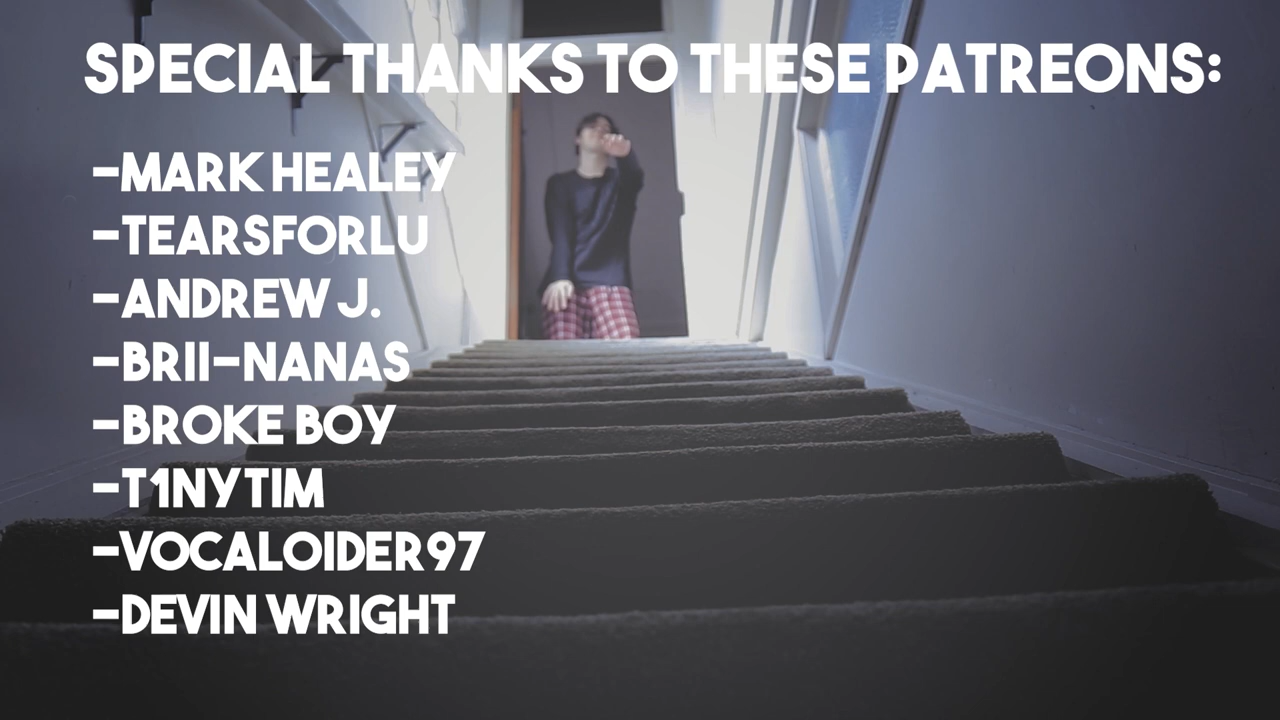 SPECIAL THANKS TO THESE PATREONS:
-MARK HEALEY
-TEARSFORLU
-ANDREW J.
-BRII-NANAS
-BROKE BOY
-T1NYTIM
-VOCALOIDER97
-DEVIN WRIGHT